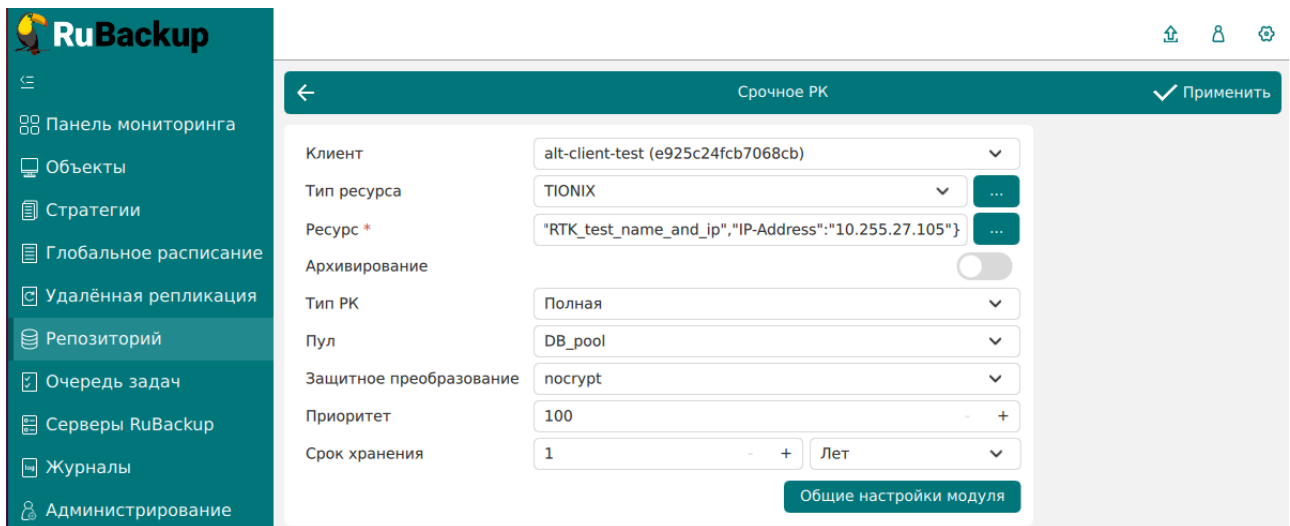 RuBackup
Срочное РК
Применить
Панель мониторинга
Объекты
Стратегии
Глобальное расписание
Удалённая репликация
Репозиторий
Очередь задач
Серверы RuBackup
Журналы
Администрирование
Клиент alt-client-test (e925c24fcb7068cb)
Тип ресурса TIONIX ...
Ресурс * "RTK_test_name_and_ip","IP-Address":"10.255.27.105"} ...
Архивирование
Тип РК Полная
Пул DB_pool
Защитное преобразование nocrypt
Приоритет 100 - +
Срок хранения 1 - + Лет
Общие настройки модуля